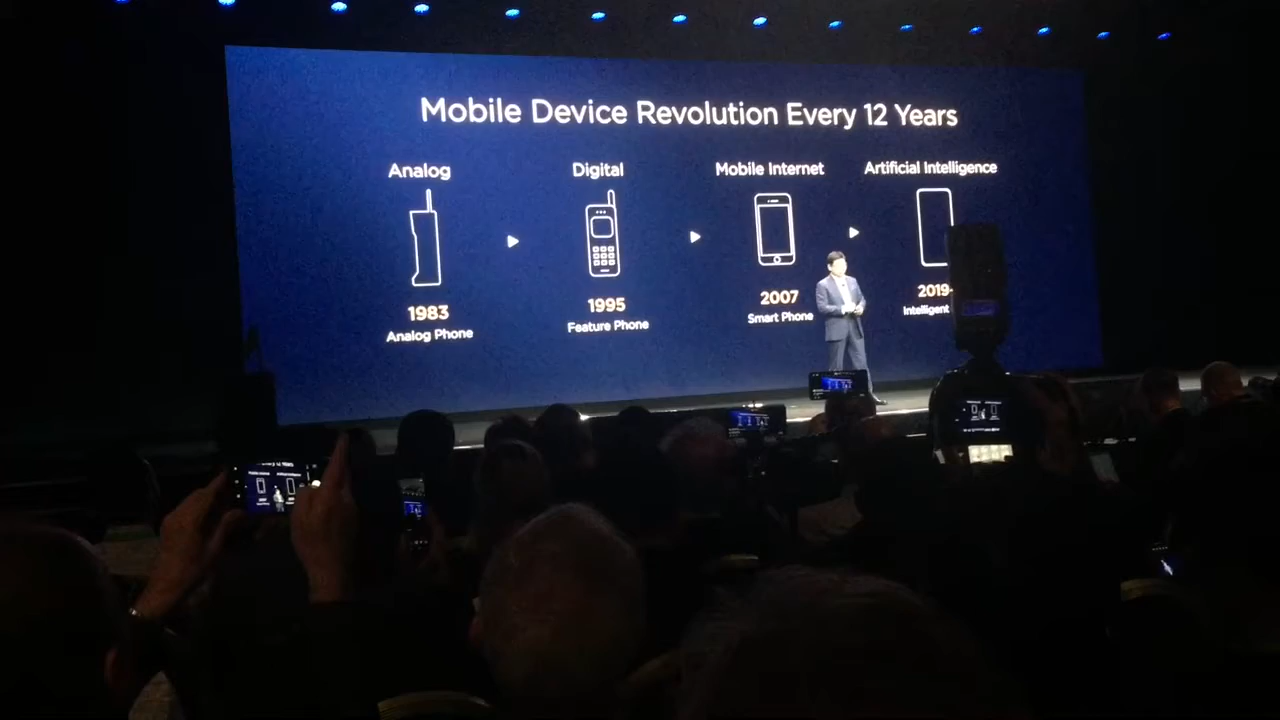 Mobile Device Revolution Every 12 Years
Analog
Digital
Mobile Internet
Artificial Intelligence
1983
1995
2007
2019-
Analog Phone
Feature Phone
Smart Phone
Intelligent